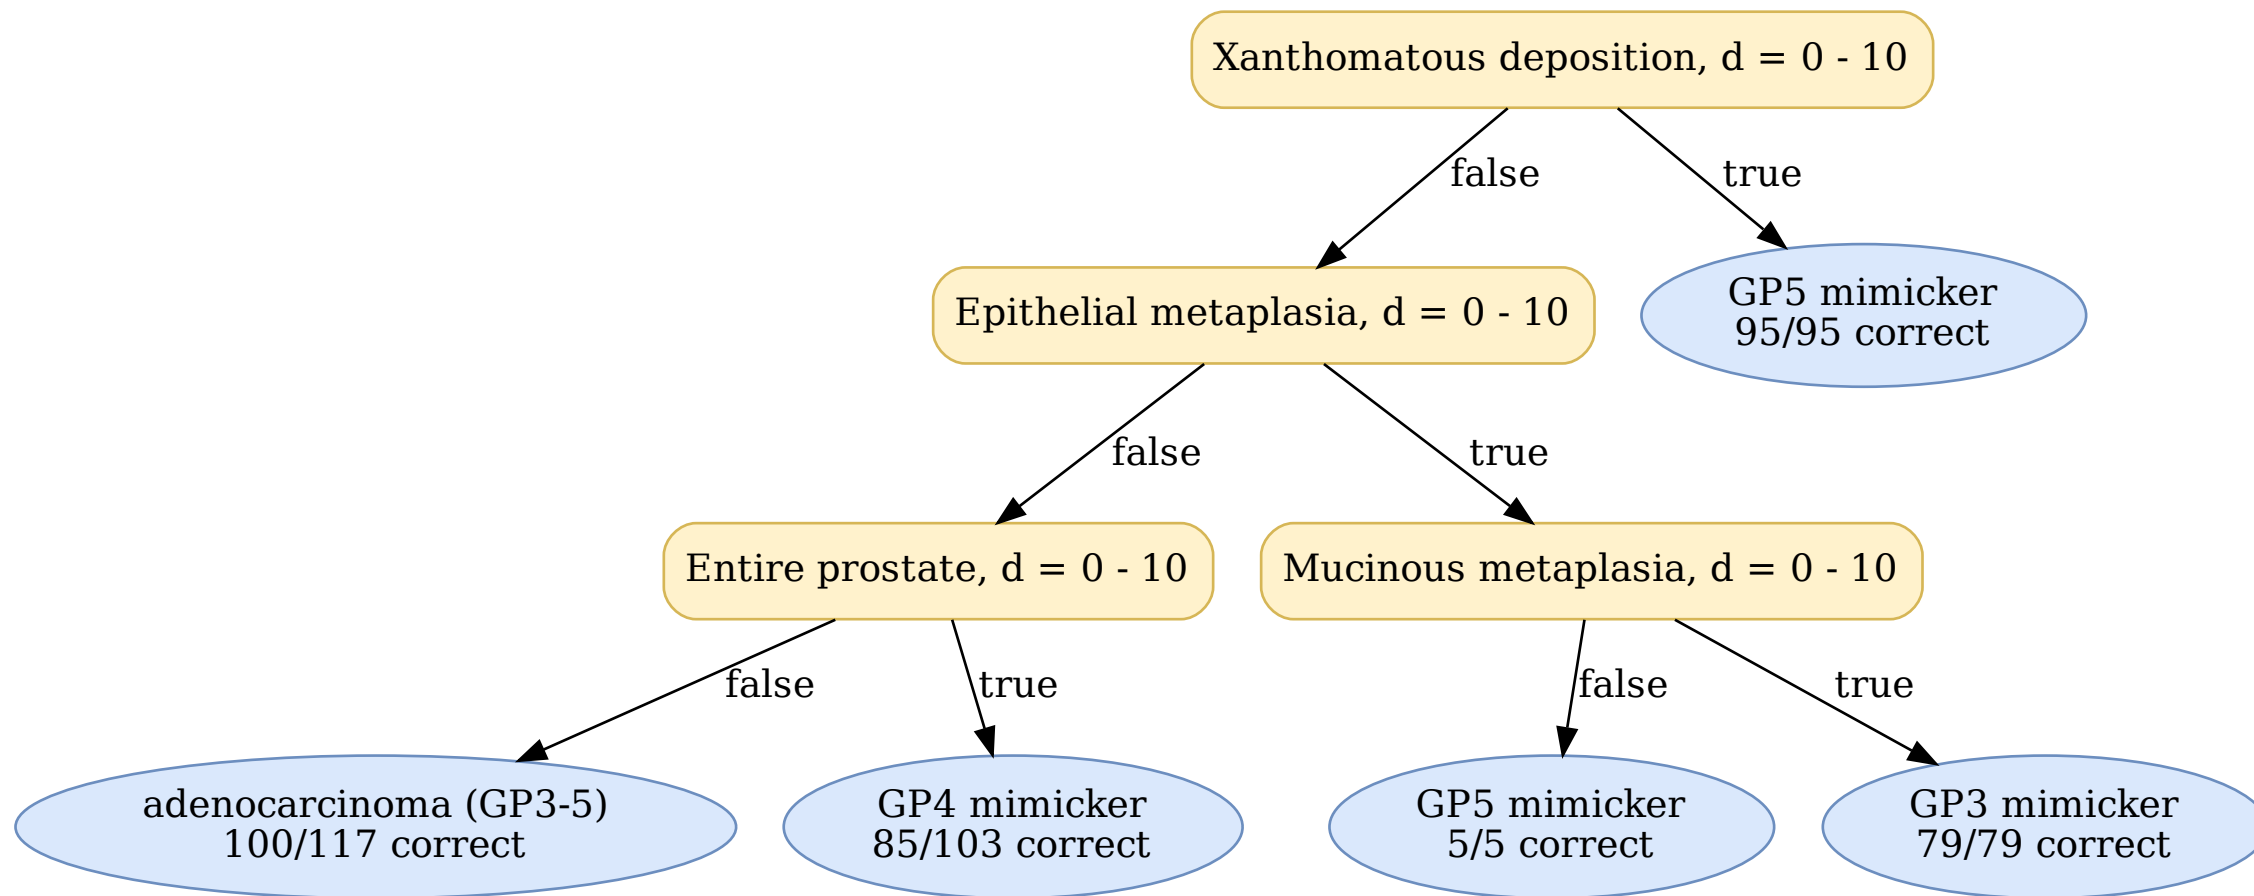 Xanthomatous deposition, d = 0 - 10
false
true
Epithelial metaplasia, d = 0 - 10
GP5 mimicker
95/95 correct
false
true
Entire prostate, d = 0 - 10
Mucinous metaplasia, d = 0 - 10
false
true
false
true
adenocarcinoma (GP3-5)
100/117 correct
GP4 mimicker
85/103 correct
GP5 mimicker
5/5 correct
GP3 mimicker
79/79 correct